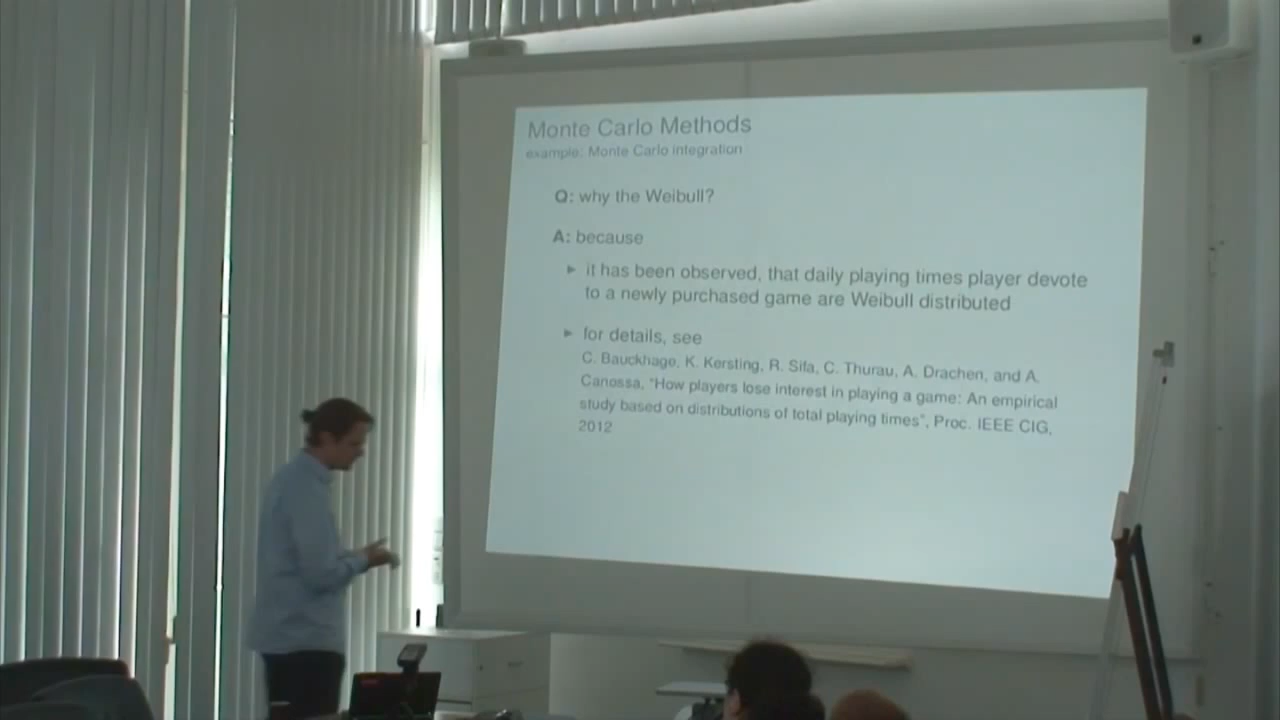 Monte Carlo Methods
example: Monte Carlo integration
Q: why the Weibull?
A: because
► it has been observed, that daily playing times player devote
to a newly purchased game are Weibull distributed
► for details, see
C. Bauckhage, K. Kersting, R. Sifa, C. Thurau, A. Drachen, and A.
Canossa, "How players lose interest in playing a game: An empirical
study based on distributions of total playing times", Proc. IEEE CIG,
2012